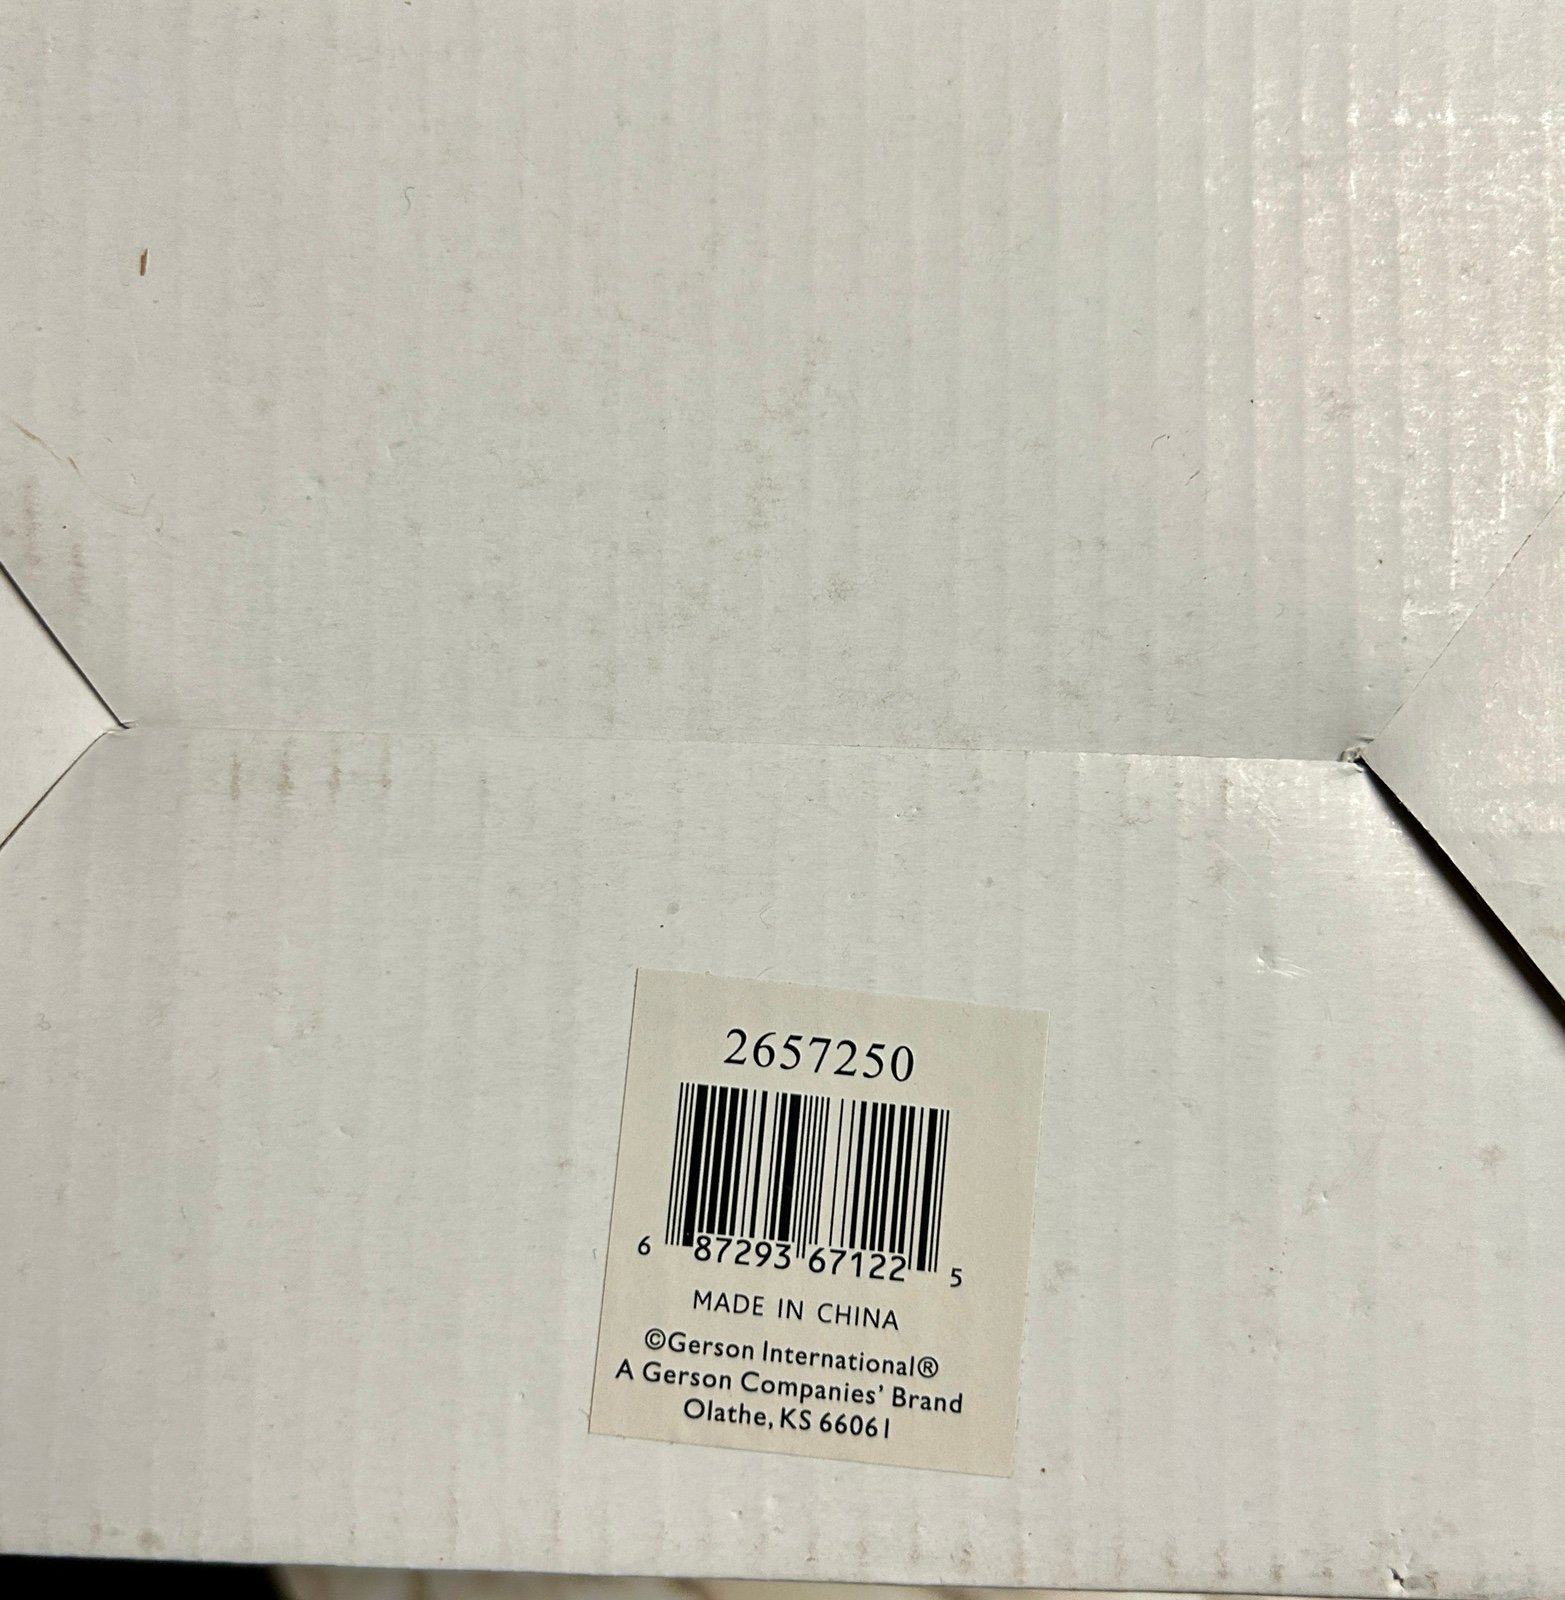 2657250
6 87293 67122 5
MADE IN CHINA
©Gerson International®
A Gerson Companies' Brand
Olathe, KS 66061